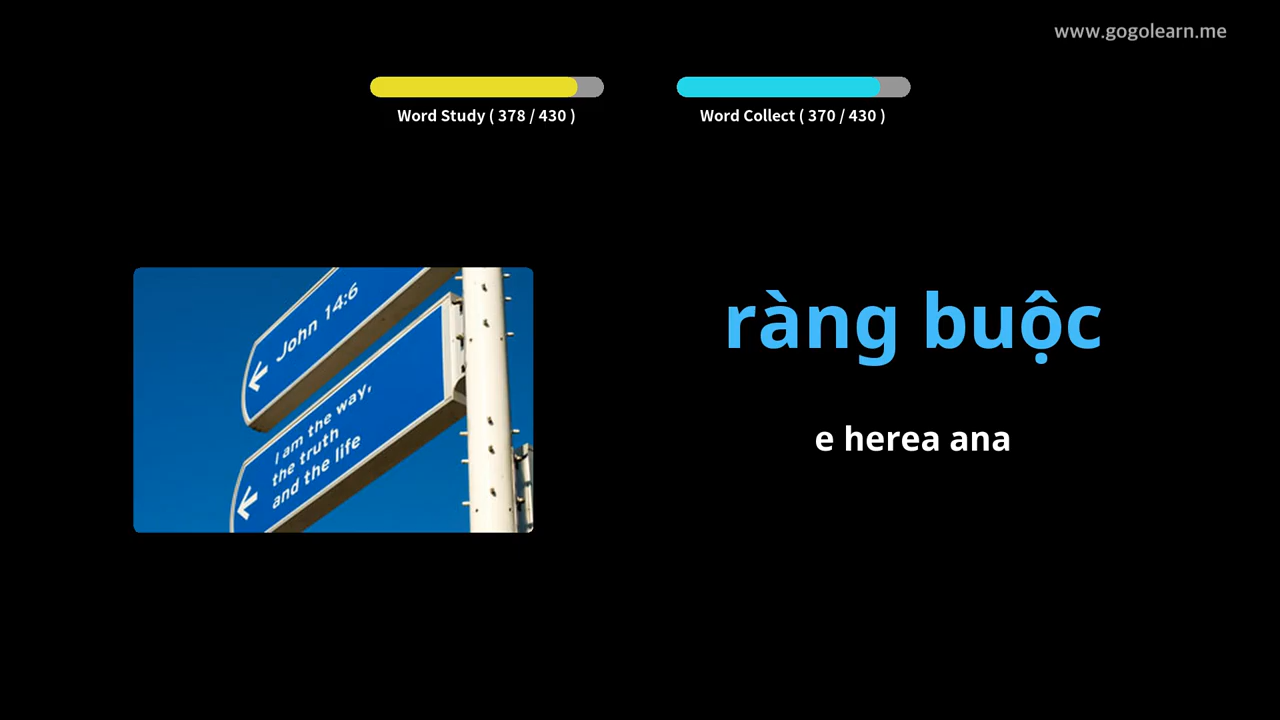 www.gogolearn.me
Word Study ( 378 / 430 )
Word Collect ( 370 / 430 )
John 14:6
I am the way,
the truth
and the life
ràng buộc
e herea ana